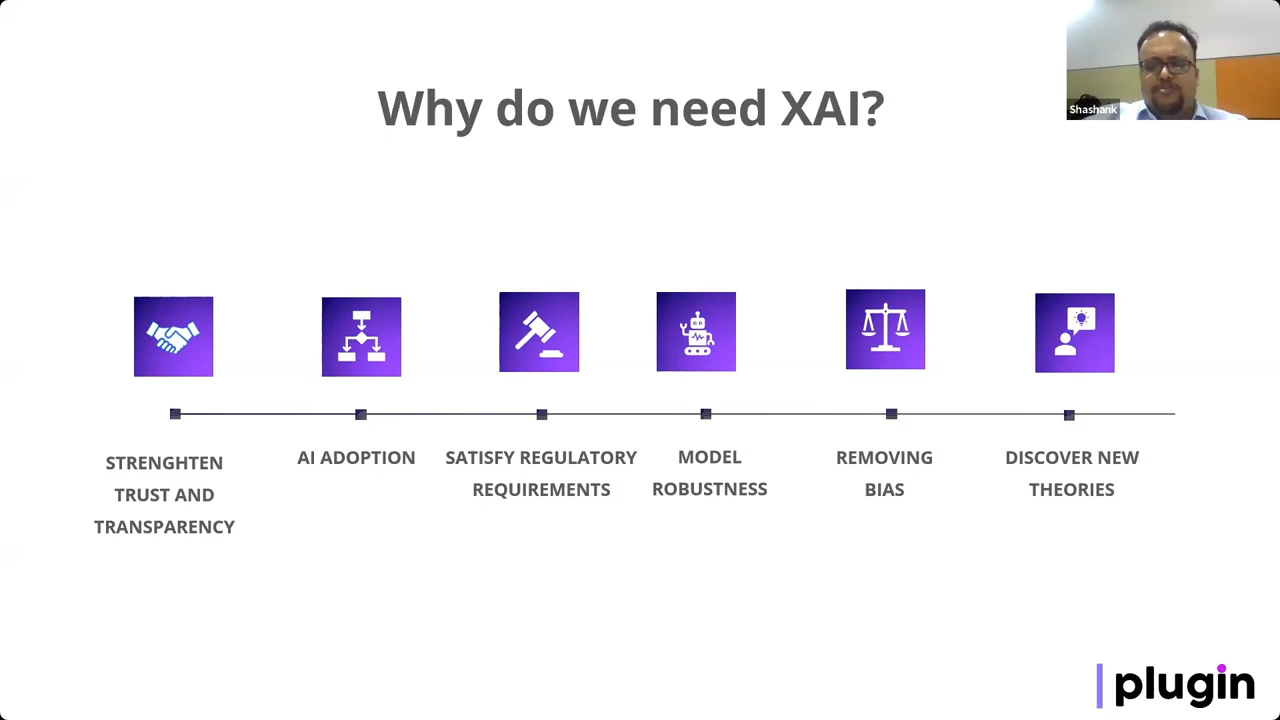 Why do we need XAI?
Shashank
STRENGHTEN
TRUST AND
TRANSPARENCY
AI ADOPTION
SATISFY REGULATORY
REQUIREMENTS
MODEL
ROBUSTNESS
REMOVING
BIAS
DISCOVER NEW
THEORIES
plugin